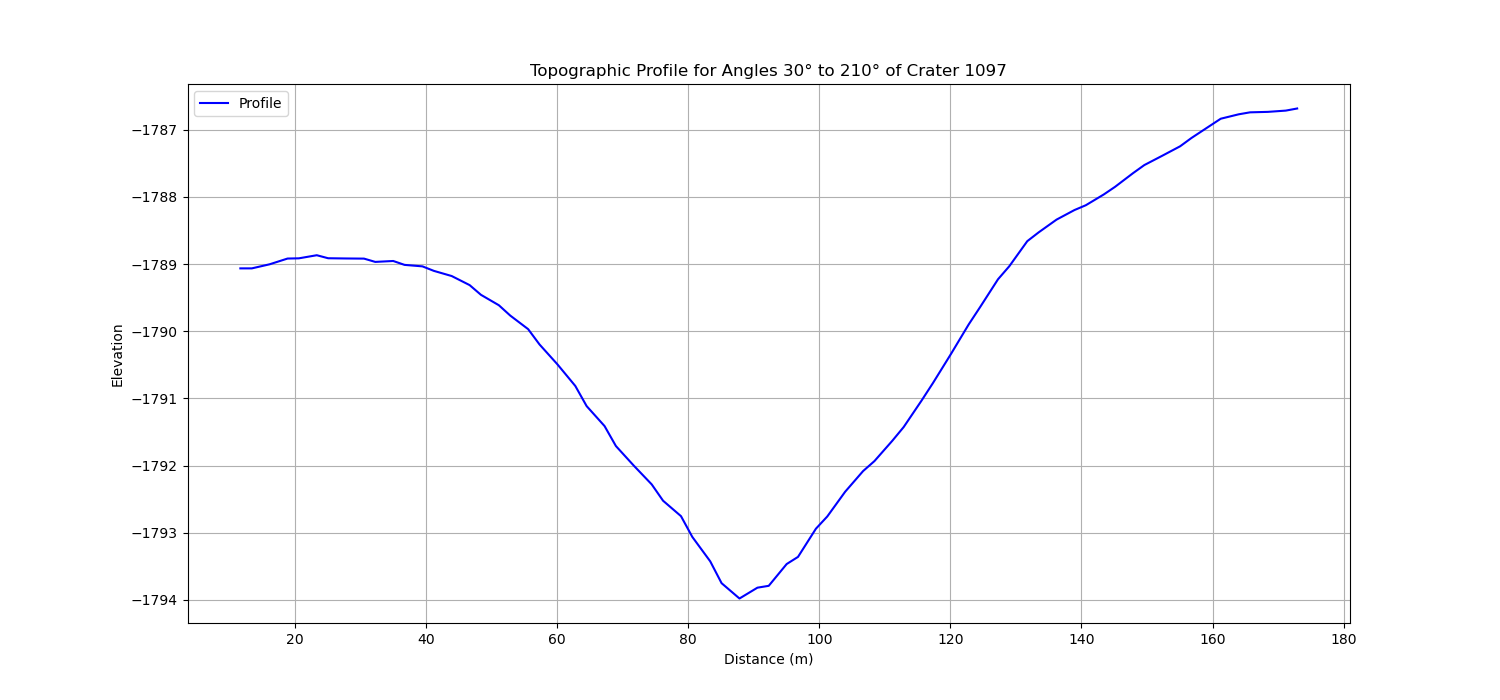 Topographic Profile for Angles 30° to 210° of Crater 1097
Profile
−1787
−1788
−1789
−1790
−1791
−1792
−1793
−1794
Elevation
20 40 60 80 100 120 140 160 180
Distance (m)